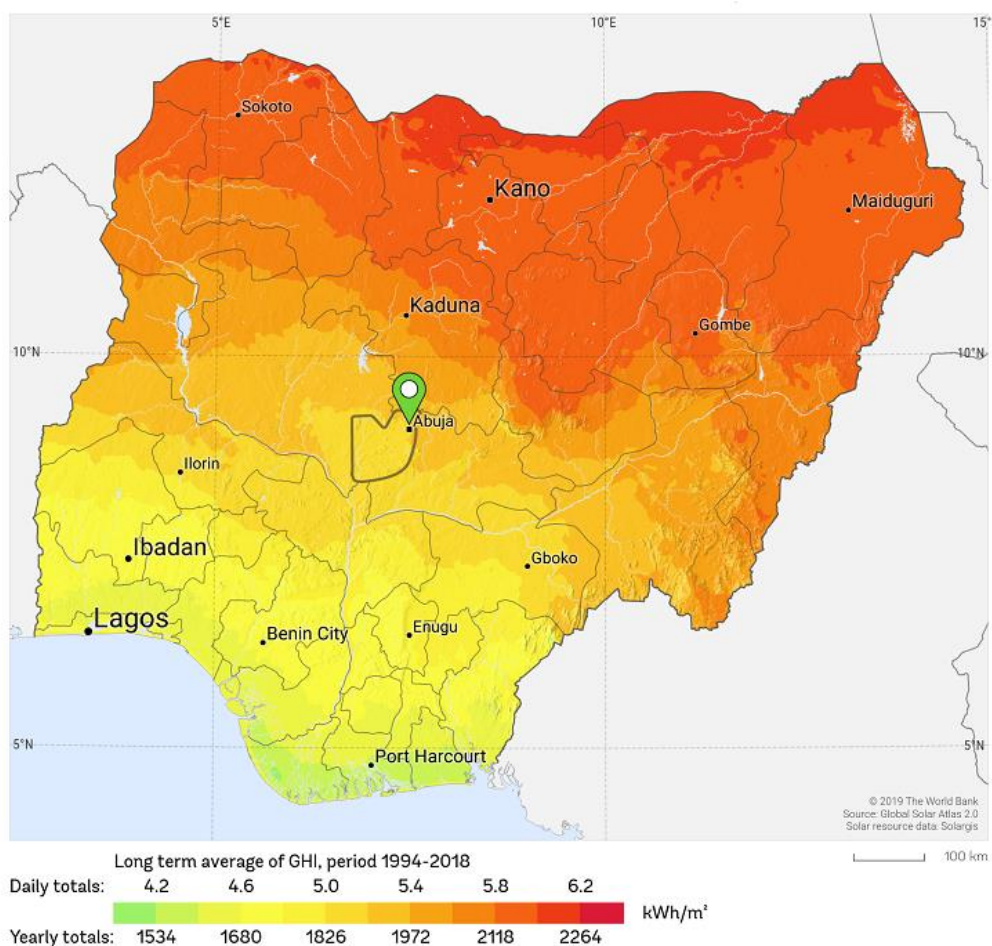 5°E 10°E 15°
Sokoto
Kano
Maiduguri
Kaduna
Gombe
10°N 10°N
Abuja
Ilorin
Ibadan
Gboko
Lagos
Enugu
Benin City
5°N 5°N
Port Harcourt
© 2019 The World Bank
Source: Global Solar Atlas 2.0
Solar resource data: Solargis
100 km
Long term average of GHI, period 1994-2018
Daily totals: 4.2 4.6 5.0 5.4 5.8 6.2
kWh/m²
Yearly totals: 1534 1680 1826 1972 2118 2264